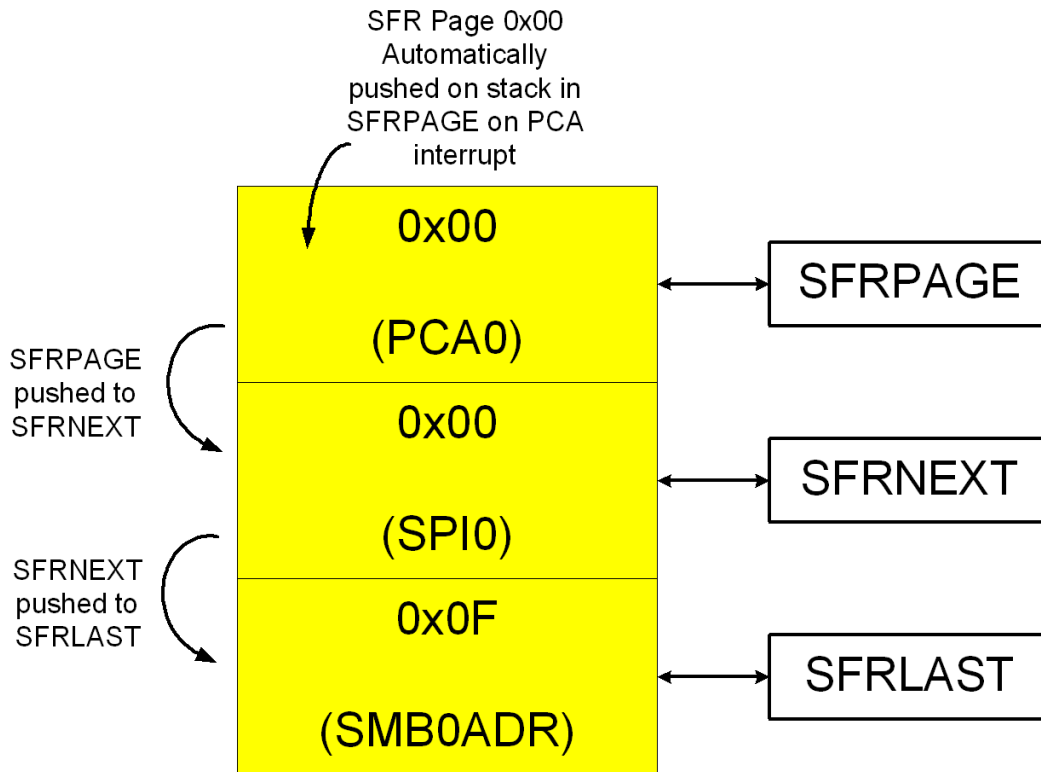 SFR Page 0x00
Automatically
pushed on stack in
SFRPAGE on PCA
interrupt
0x00
(PCA0)
SFRPAGE
SFRPAGE
pushed to
SFRNEXT
0x00
(SPI0)
SFRNEXT
SFRNEXT
pushed to
SFRLAST
0x0F
(SMB0ADR)
SFRLAST